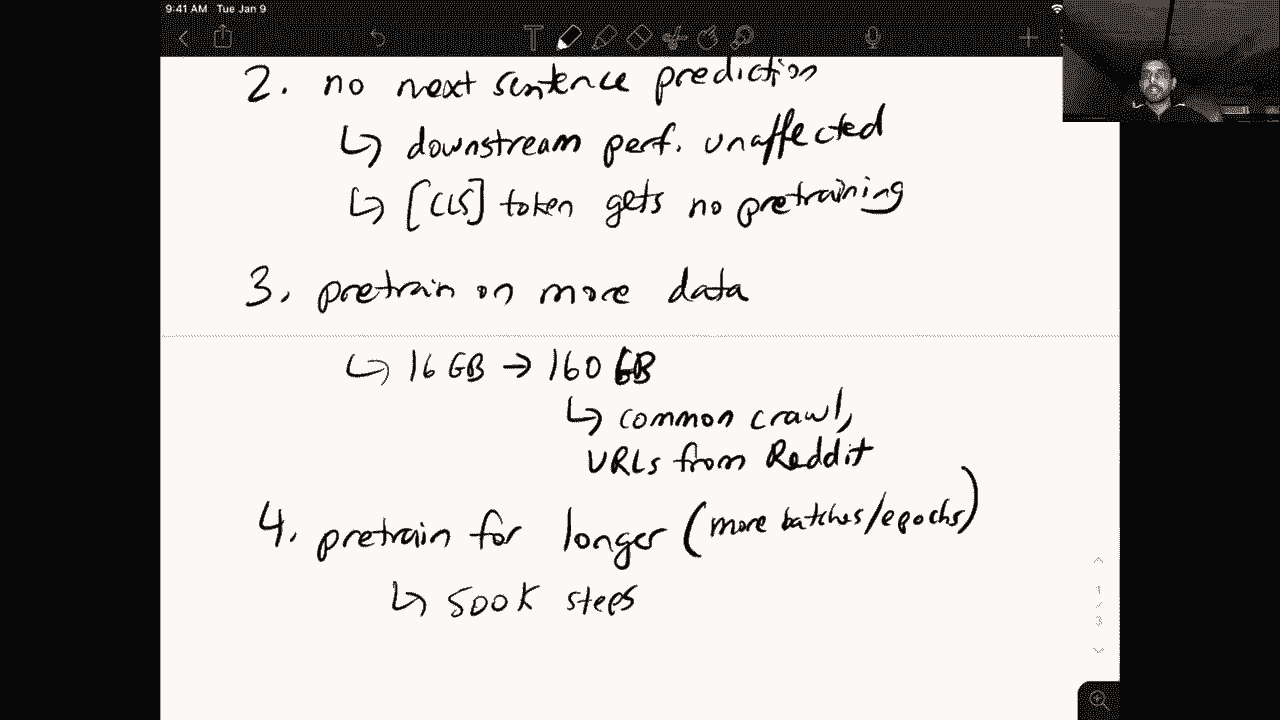 9:41 AM Tue Jan 9
2. no next sentence prediction
↳ downstream perf. unaffected
↳ [CLS] token gets no pretraining
3. pretrain on more data
↳ 16 GB → 160 GB
↳ common crawl,
URLs from Reddit
4. pretrain for longer (more batches/epochs)
↳ 500K steps
1
/
3